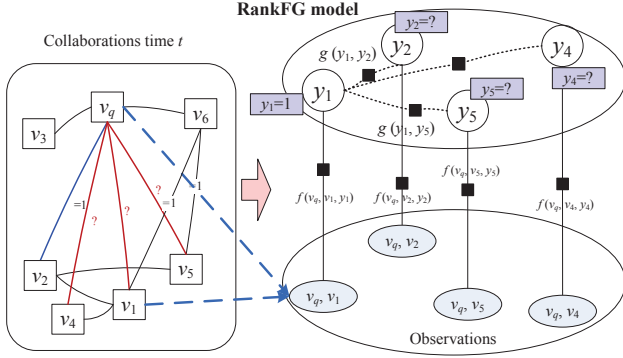 RankFG model
Collaborations time t
v_q
v_6
v_3
=1
?
?
=1
?
=1
v_2
v_5
v_4
v_1
y_2=?
y_2
g (y_1, y_2)
y_4
y_4=?
y_1
y_1=1
y_5=?
y_5
g (y_1, y_5)
f(v_q, v_1, y_1)
f(v_q, v_2, y_2)
f(v_q, v_5, y_5)
f(v_q, v_4, y_4)
v_q, v_2
v_q, v_1
v_q, v_5
v_q, v_4
Observations